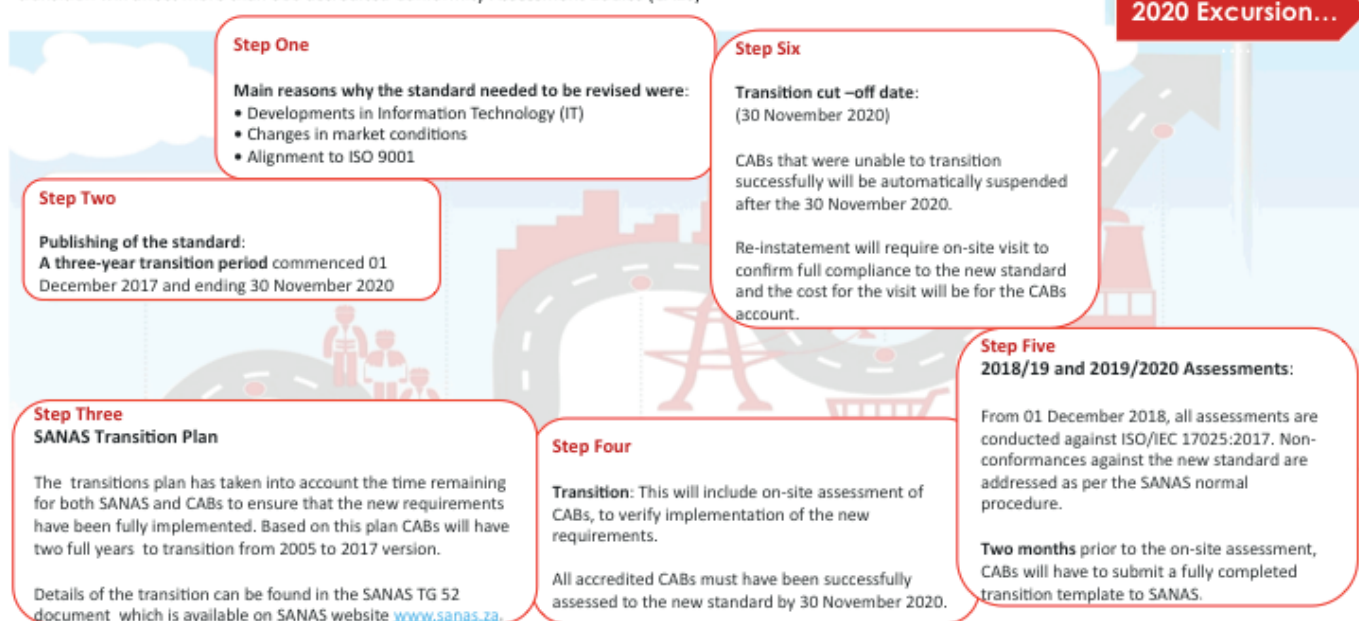 2020 Excursion...
Step One
Main reasons why the standard needed to be revised were:
• Developments in Information Technology (IT)
• Changes in market conditions
• Alignment to ISO 9001
Step Two
Publishing of the standard:
A three-year transition period commenced 01
December 2017 and ending 30 November 2020
Step Three
SANAS Transition Plan
The transitions plan has taken into account the time remaining
for both SANAS and CABs to ensure that the new requirements
have been fully implemented. Based on this plan CABs will have
two full years to transition from 2005 to 2017 version.
Details of the transition can be found in the SANAS TG 52
document which is available on SANAS website www.sanas.za.
Step Four
Transition: This will include on-site assessment of
CABs, to verify implementation of the new
requirements.
All accredited CABs must have been successfully
assessed to the new standard by 30 November 2020.
Step Five
2018/19 and 2019/2020 Assessments:
From 01 December 2018, all assessments are
conducted against ISO/IEC 17025:2017. Non-
conformances against the new standard are
addressed as per the SANAS normal
procedure.
Two months prior to the on-site assessment,
CABs will have to submit a fully completed
transition template to SANAS.
Step Six
Transition cut –off date:
(30 November 2020)
CABs that were unable to transition
successfully will be automatically suspended
after the 30 November 2020.
Re-instatement will require on-site visit to
confirm full compliance to the new standard
and the cost for the visit will be for the CABs
account.